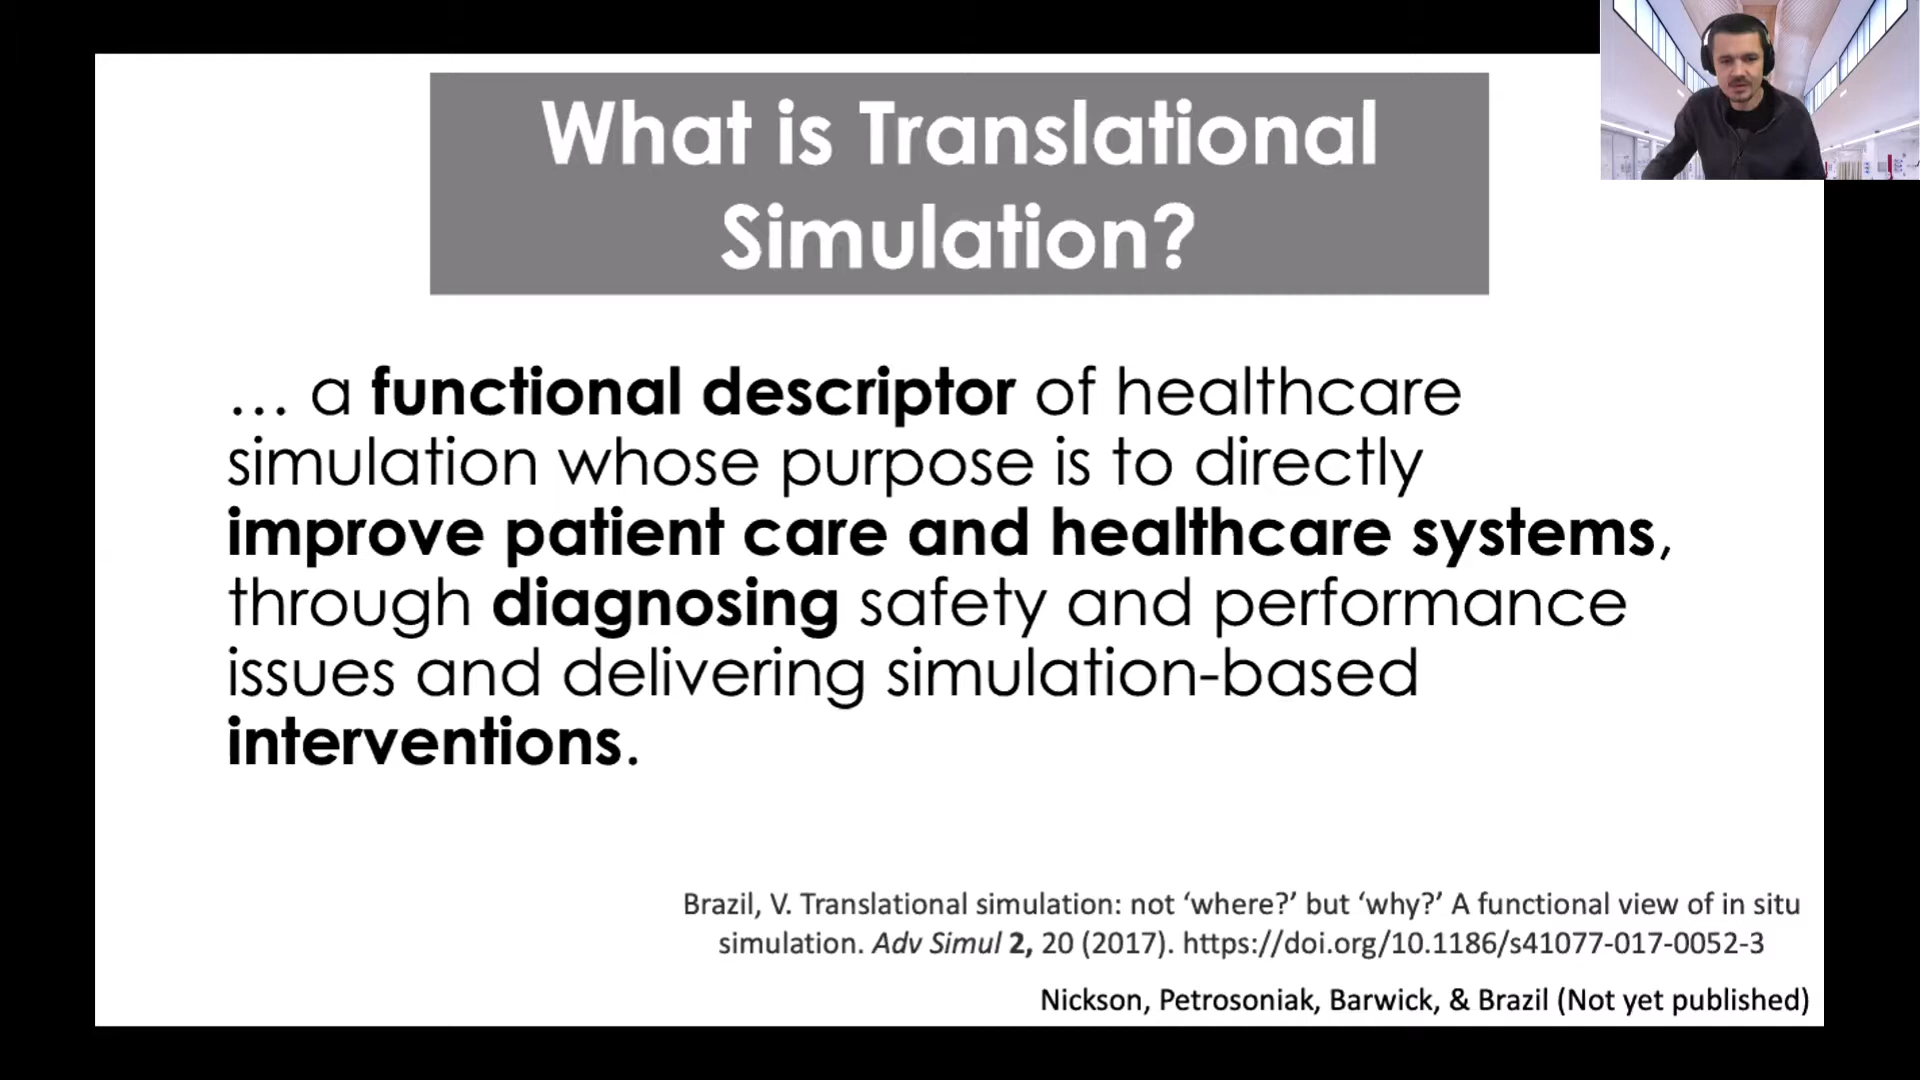 What is Translational
Simulation?
… a functional descriptor of healthcare
simulation whose purpose is to directly
improve patient care and healthcare systems,
through diagnosing safety and performance
issues and delivering simulation-based
interventions.
Brazil, V. Translational simulation: not ‘where?’ but ‘why?’ A functional view of in situ
simulation. Adv Simul 2, 20 (2017). https://doi.org/10.1186/s41077-017-0052-3
Nickson, Petrosoniak, Barwick, & Brazil (Not yet published)